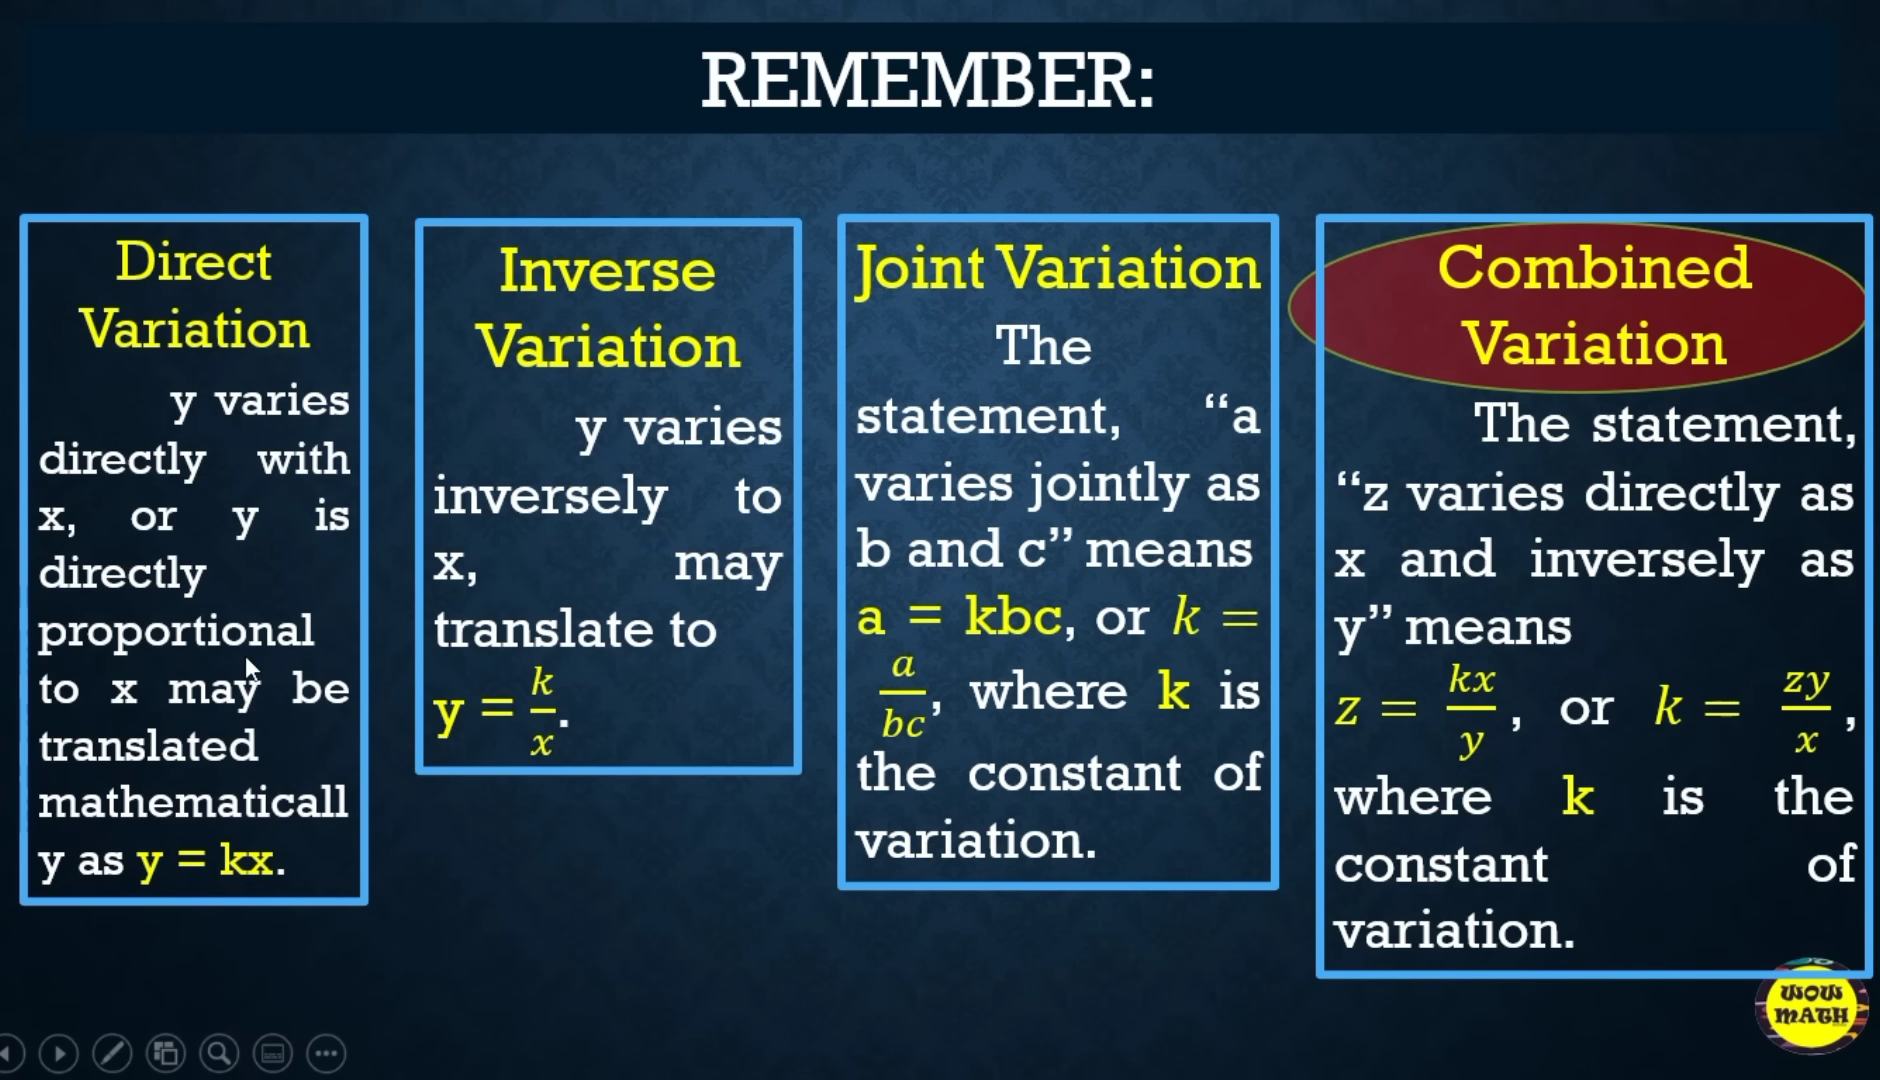 REMEMBER:
Direct
Variation
y varies
directly with
x, or y is
directly
proportional
to x may be
translated
mathematicall
y as y = kx.
Inverse
Variation
y varies
inversely to
x, may
translate to
y = k/x.
Joint Variation
The
statement, “a
varies jointly as
b and c” means
a = kbc, or k =
a/bc, where k is
the constant of
variation.
Combined
Variation
The statement,
“z varies directly as
x and inversely as
y” means
z = kx/y, or k = zy/x,
where k is the
constant of
variation.
WOW
MATH